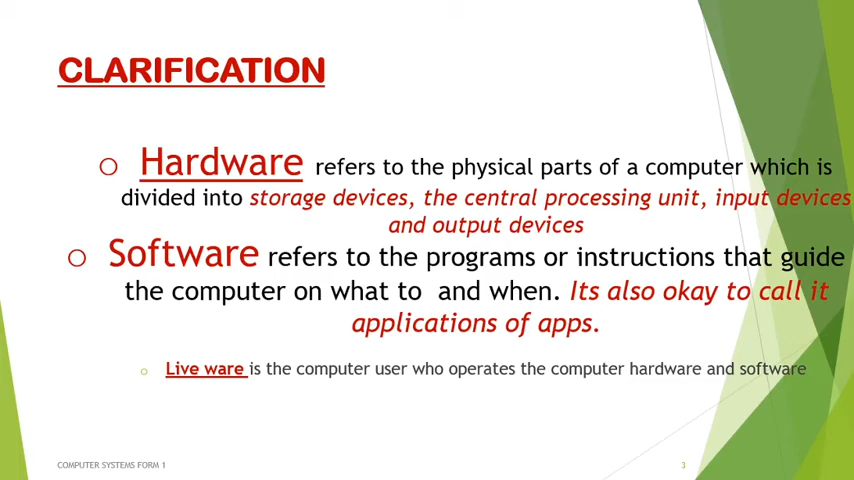 CLARIFICATION
o Hardware refers to the physical parts of a computer which is
divided into storage devices, the central processing unit, input devices
and output devices
o Software refers to the programs or instructions that guide
the computer on what to and when. Its also okay to call it
applications of apps.
o Live ware is the computer user who operates the computer hardware and software
COMPUTER SYSTEMS FORM 1
3